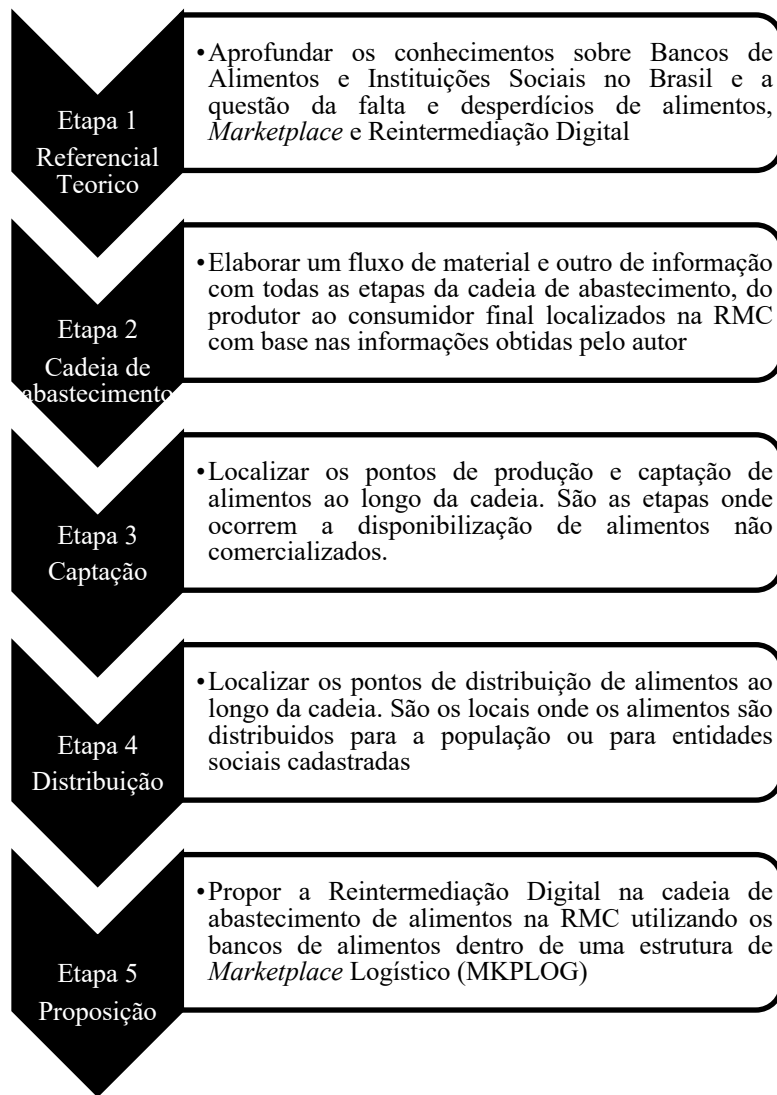 Etapa 1
Referencial
Teorico
•Aprofundar os conhecimentos sobre Bancos de
Alimentos e Instituições Sociais no Brasil e a
questão da falta e desperdícios de alimentos,
Marketplace e Reintermediação Digital
Etapa 2
Cadeia de
abastecimento
•Elaborar um fluxo de material e outro de informação
com todas as etapas da cadeia de abastecimento, do
produtor ao consumidor final localizados na RMC
com base nas informações obtidas pelo autor
Etapa 3
Captação
•Localizar os pontos de produção e captação de
alimentos ao longo da cadeia. São as etapas onde
ocorrem a disponibilização de alimentos não
comercializados.
Etapa 4
Distribuição
•Localizar os pontos de distribuição de alimentos ao
longo da cadeia. São os locais onde os alimentos são
distribuidos para a população ou para entidades
sociais cadastradas
Etapa 5
Proposição
•Propor a Reintermediação Digital na cadeia de
abastecimento de alimentos na RMC utilizando os
bancos de alimentos dentro de uma estrutura de
Marketplace Logístico (MKPLOG)